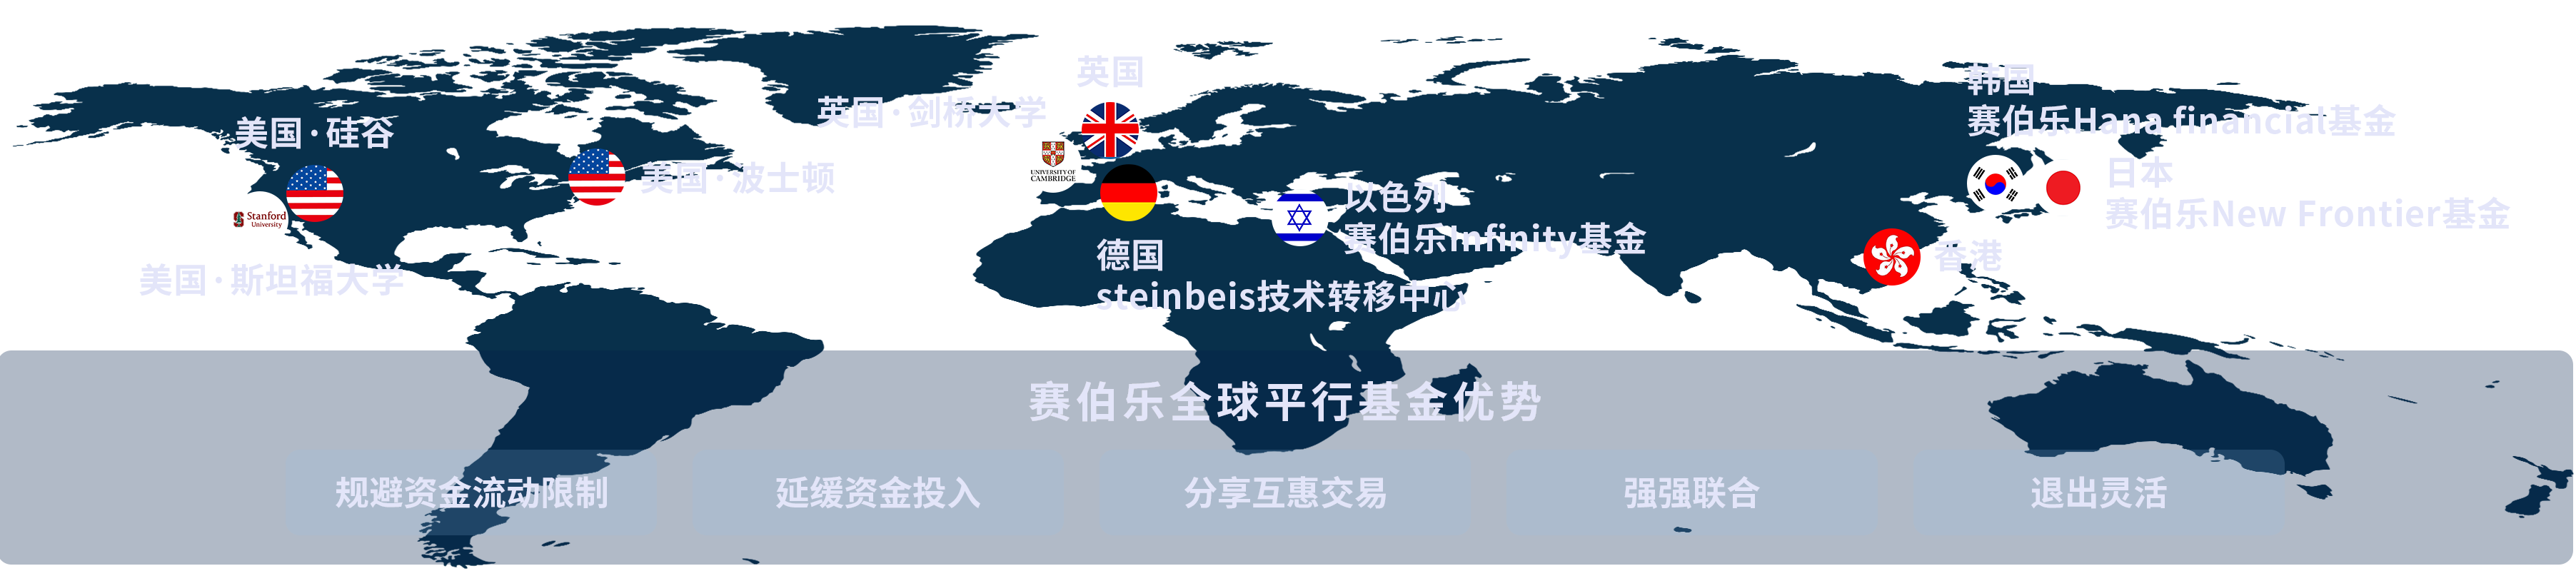 英国
韩国
赛伯乐Hana financial基金
英国·剑桥大学
美国·硅谷
UNIVERSITY OF
CAMBRIDGE
美国·波士顿
日本
赛伯乐New Frontier基金
以色列
赛伯乐Infinity基金
Stanford
University
德国
steinbeis技术转移中心
香港
美国·斯坦福大学
赛伯乐全球平行基金优势
规避资金流动限制
延缓资金投入
分享互惠交易
强强联合
退出灵活